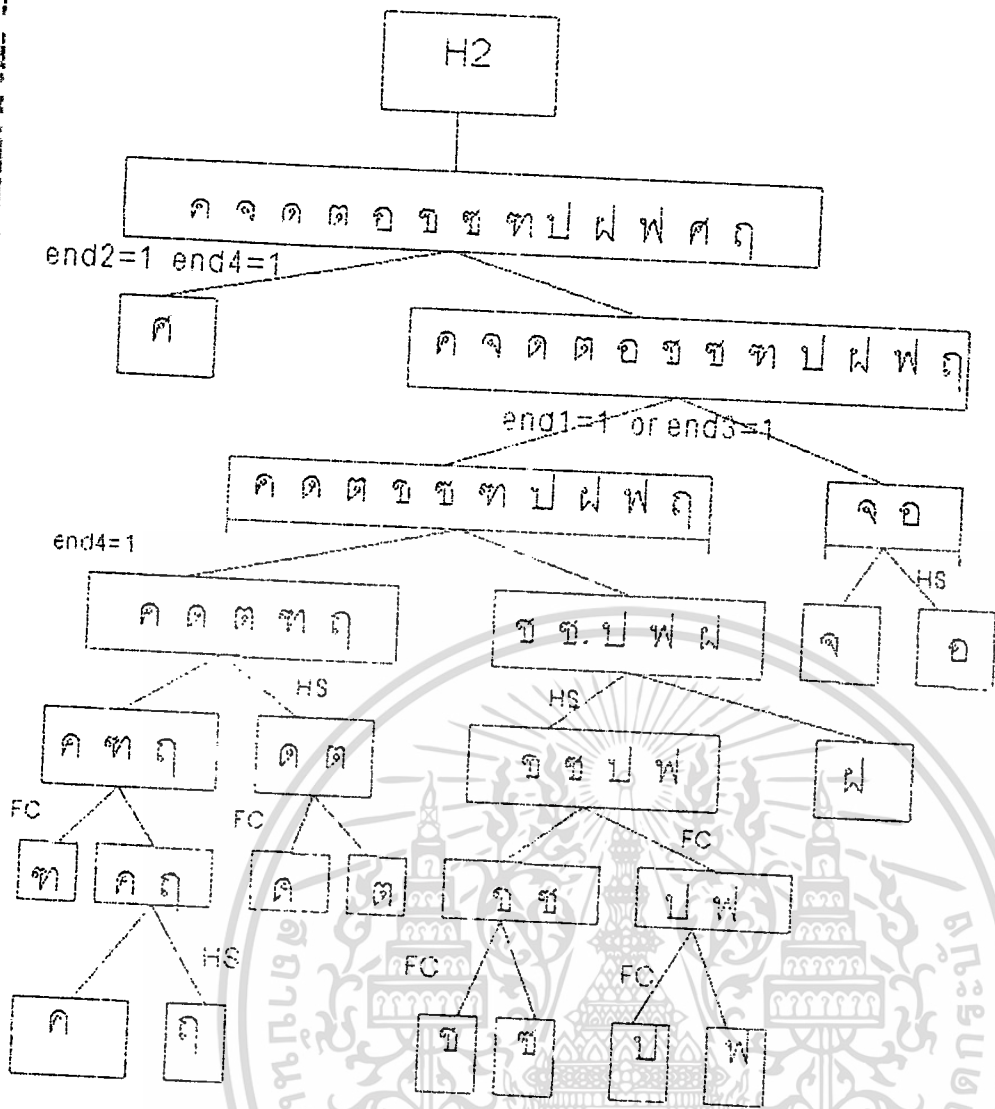 H2
ค จ ด ต อ ข ซ ฑ ป ฝ ฟ ศ ฤ
end2=1 end4=1
ศ
ค จ ด ต อ ข ซ ฑ ป ฝ ฟ ฤ
end1=1 or end3=1
ค ด ต ข ซ ฑ ป ฝ ฟ ฤ
จ อ
end4=1
HS
ค ด ต ฑ ฤ
ข ซ. ป ฟ ฝ
จ
อ
HS
HS
ค ฑ ฤ
ด ต
ข ซ ป ฟ
ฝ
FC
FC
FC
ฑ
ค ฤ
ด
ต
ข ซ
ป ฟ
HS
FC
FC
ค
ฤ
ข
ซ
ป
ฟ